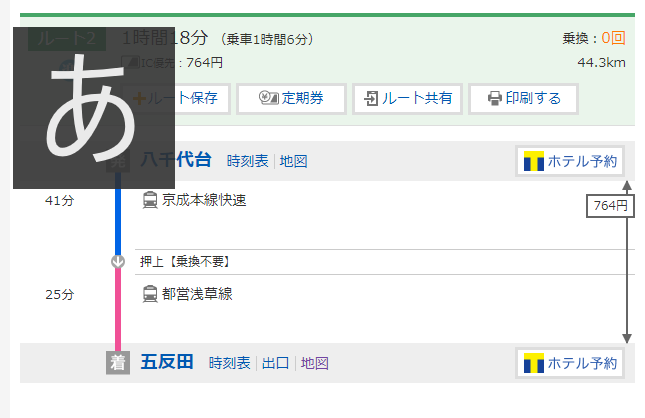 ルート2
1時間18分 （乗車1時間6分） 乗換：0回
IC優先：764円 44.3km
ルート保存 定期券 ルート共有 印刷する
あ
八千代台 時刻表 地図 ホテル予約
41分 京成本線快速 764円
押上【乗換不要】
25分 都営浅草線
着 五反田 時刻表 出口 地図 ホテル予約